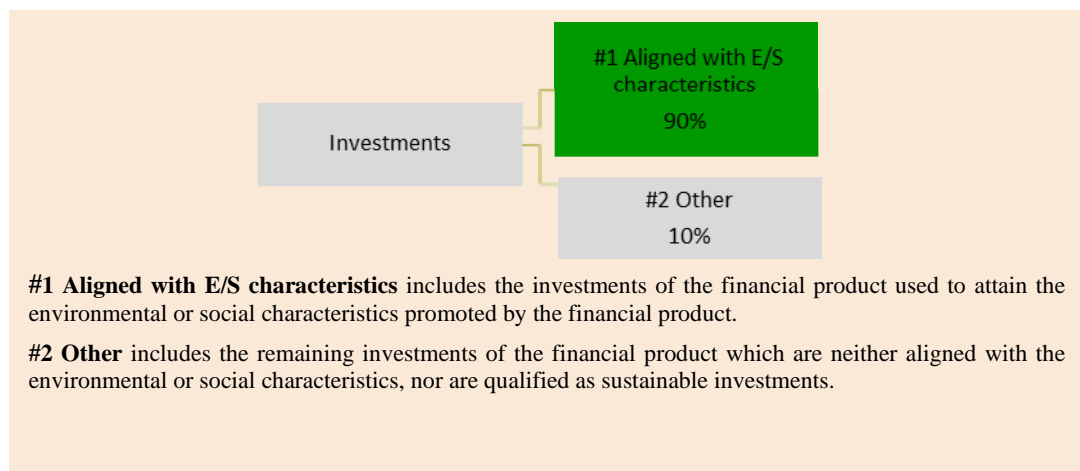 #1 Aligned with E/S
characteristics
90%
Investments
#2 Other
10%
#1 Aligned with E/S characteristics includes the investments of the financial product used to attain the
environmental or social characteristics promoted by the financial product.
#2 Other includes the remaining investments of the financial product which are neither aligned with the
environmental or social characteristics, nor are qualified as sustainable investments.